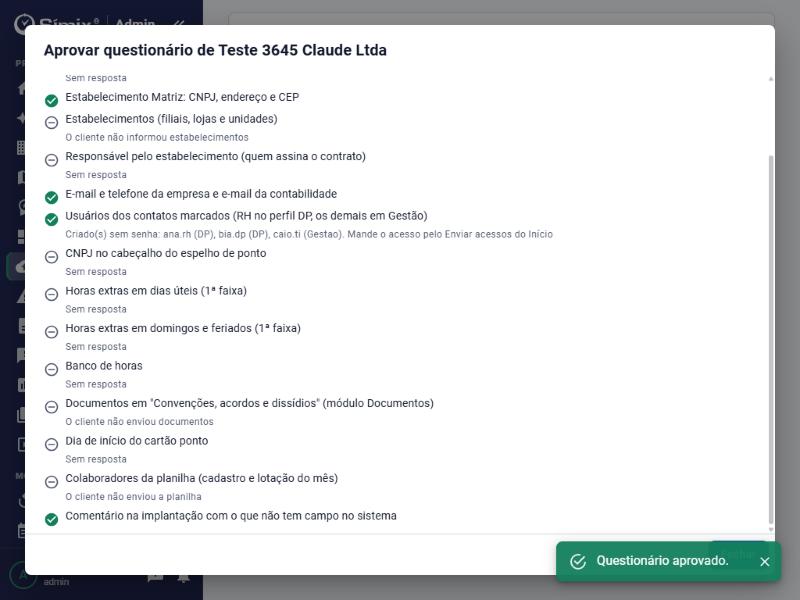 Simix® Admin
Aprovar questionário de Teste 3645 Claude Ltda
Sem resposta
Estabelecimento Matriz: CNPJ, endereço e CEP
Estabelecimentos (filiais, lojas e unidades)
O cliente não informou estabelecimentos
Responsável pelo estabelecimento (quem assina o contrato)
Sem resposta
E-mail e telefone da empresa e e-mail da contabilidade
Usuários dos contatos marcados (RH no perfil DP, os demais em Gestão)
Criado(s) sem senha: ana.rh (DP), bia.dp (DP), caio.ti (Gestao). Mande o acesso pelo Enviar acessos do Início
CNPJ no cabeçalho do espelho de ponto
Sem resposta
Horas extras em dias úteis (1ª faixa)
Sem resposta
Horas extras em domingos e feriados (1ª faixa)
Sem resposta
Banco de horas
Sem resposta
Documentos em "Convenções, acordos e dissídios" (módulo Documentos)
O cliente não enviou documentos
Dia de início do cartão ponto
Sem resposta
Colaboradores da planilha (cadastro e lotação do mês)
O cliente não enviou a planilha
Comentário na implantação com o que não tem campo no sistema
Questionário aprovado.
A
admin